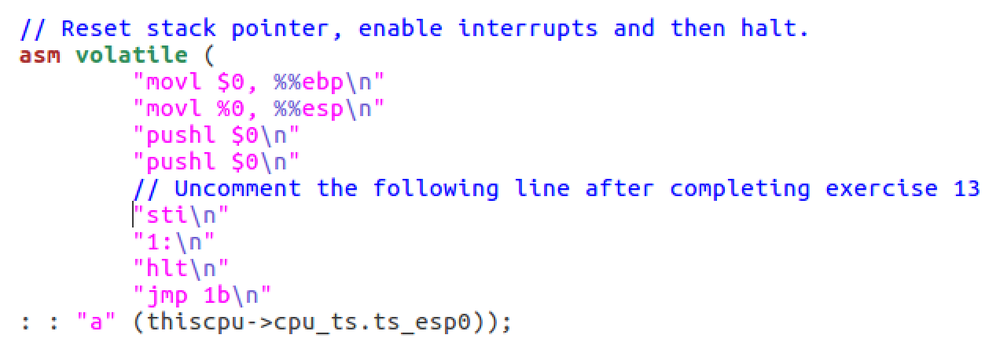 // Reset stack pointer, enable interrupts and then halt.
asm volatile (
"movl $0, %%ebp\n"
"movl %0, %%esp\n"
"pushl $0\n"
"pushl $0\n"
// Uncomment the following line after completing exercise 13
"sti\n"
"1:\n"
"hlt\n"
"jmp 1b\n"
: : "a" (thiscpu->cpu_ts.ts_esp0));